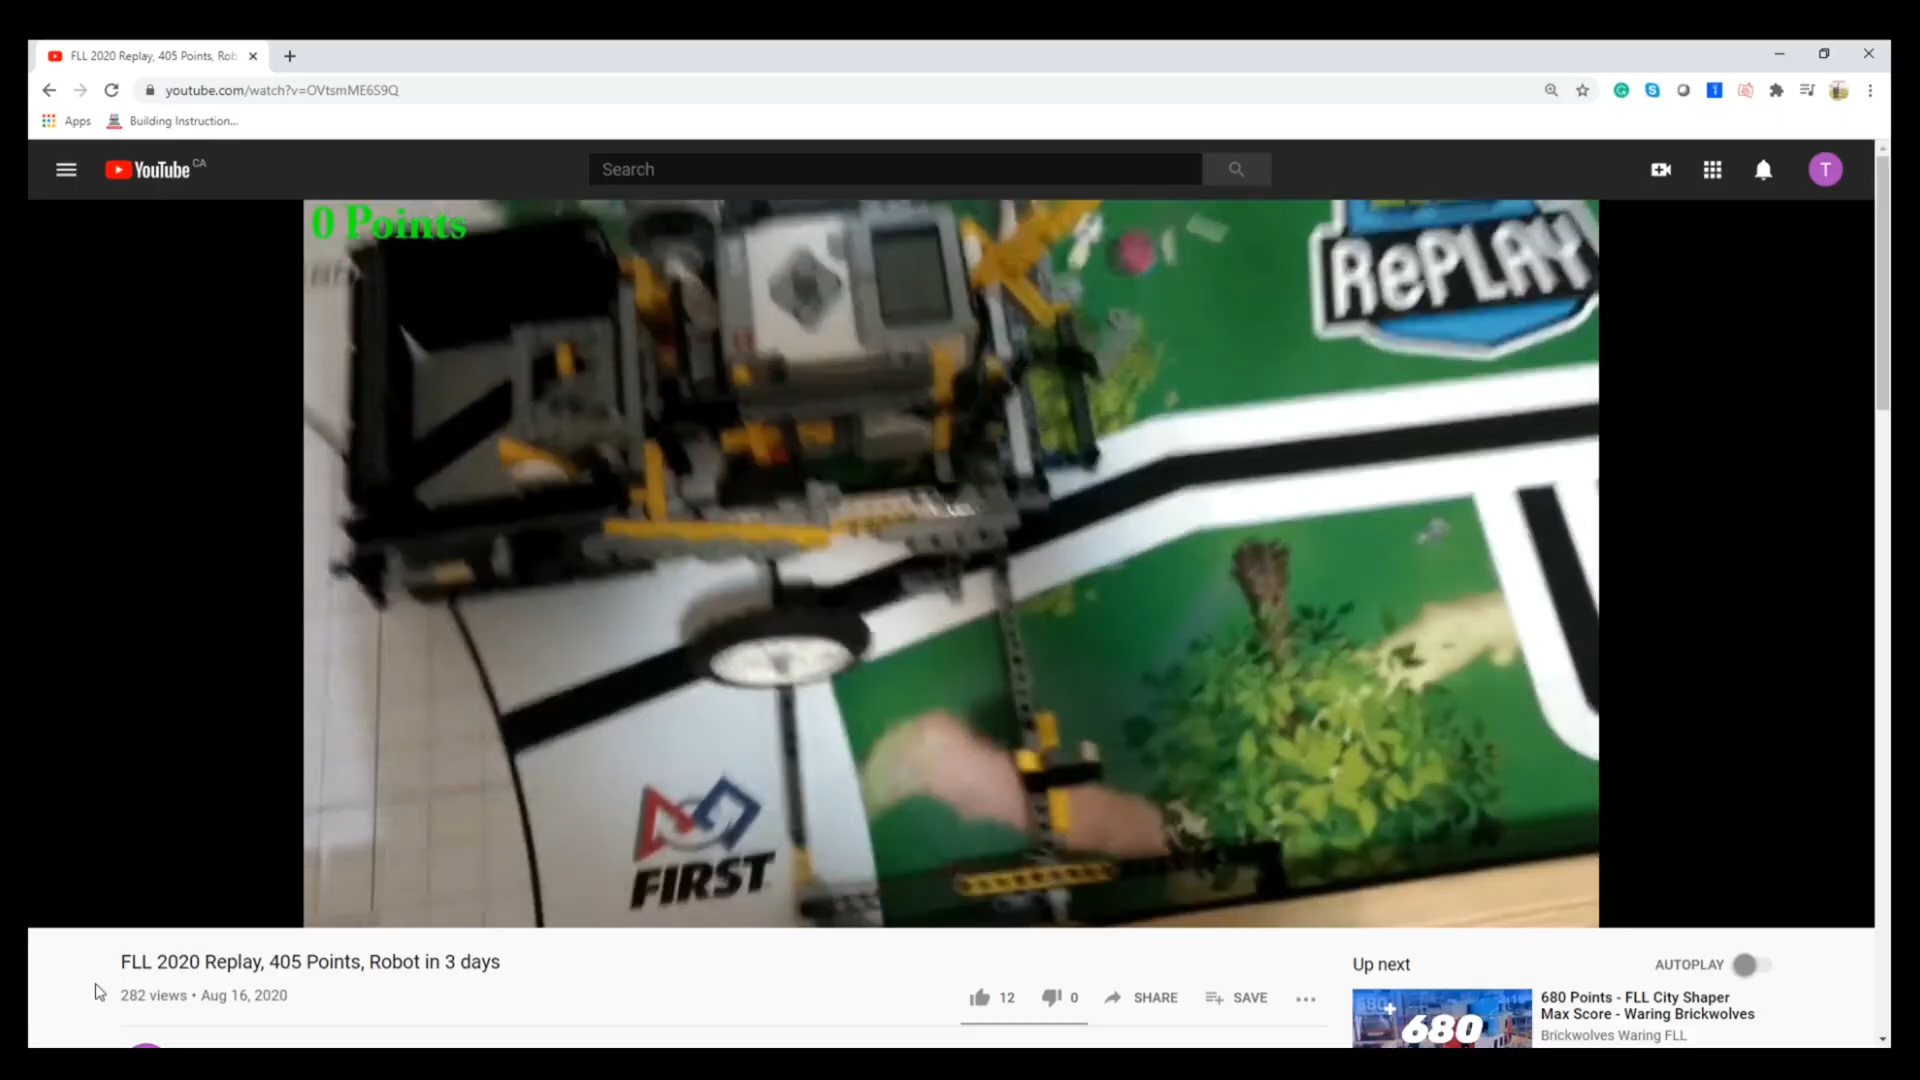 FLL 2020 Replay, 405 Points, Rob
youtube.com/watch?v=OVtsmME6S9Q
Apps
Building Instruction...
YouTube CA
Search
T
0 Points
RePLAY
FIRST
FLL 2020 Replay, 405 Points, Robot in 3 days
282 views • Aug 16, 2020
12
0
SHARE
SAVE
Up next
AUTOPLAY
680
680 Points - FLL City Shaper
Max Score - Waring Brickwolves
Brickwolves Waring FLL